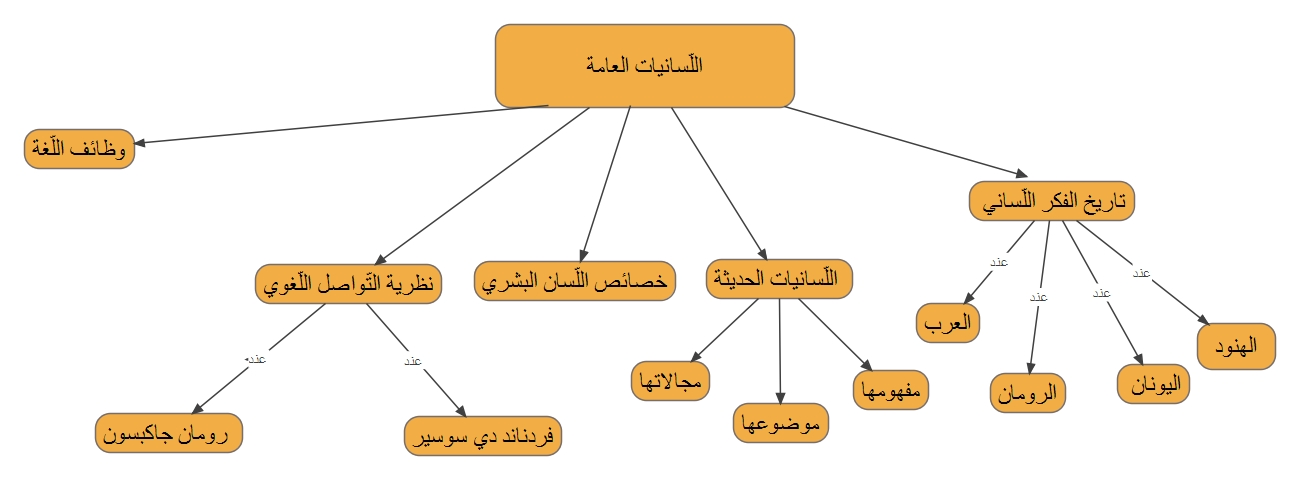 اللّسانيات العامة
وظائف اللّغة
تاريخ الفكر اللّساني
نظرية التّواصل اللّغوي
خصائص اللّسان البشري
اللّسانيات الحديثة
عند
عند
عند
عند
العرب
الهنود
عند
عند
مجالاتها
مفهومها
الرومان
اليونان
رومان جاكبسون
فردناند دي سوسير
موضوعها